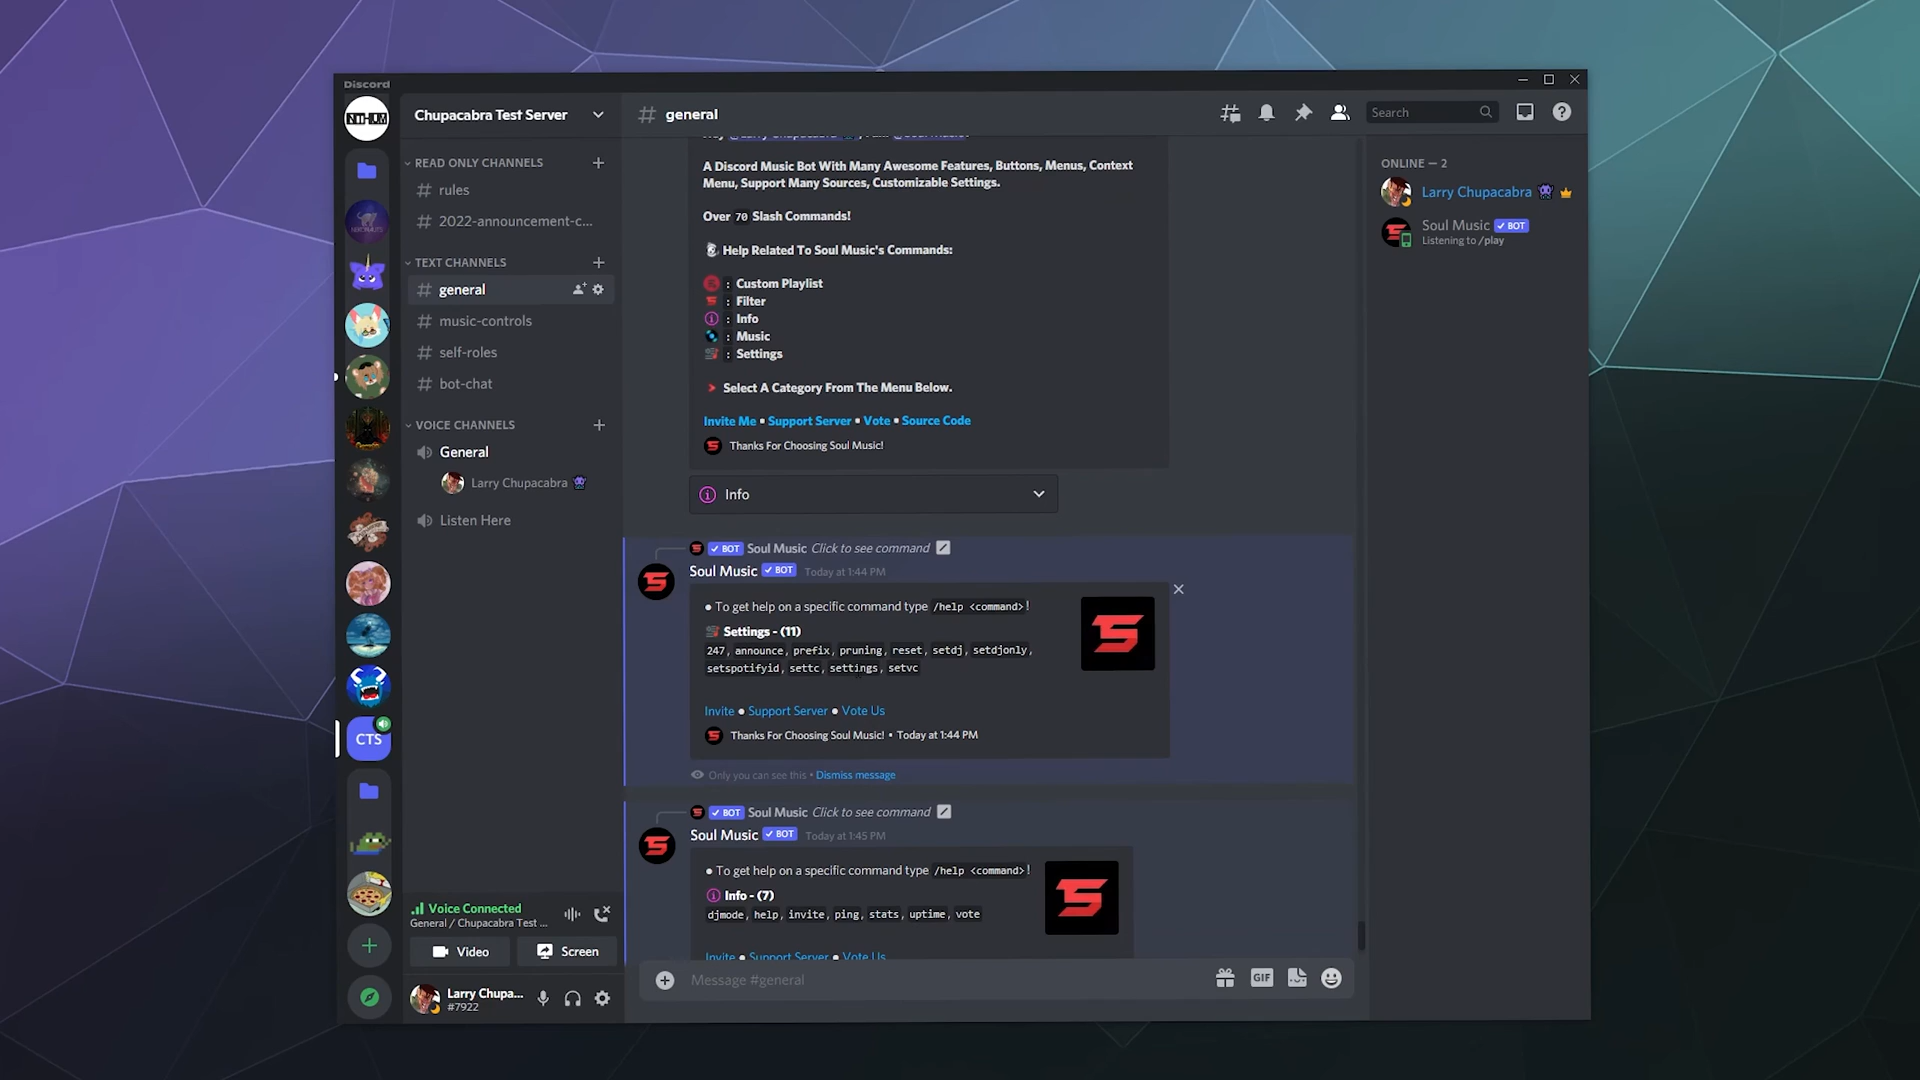 Discord
NTHUM
Chupacabra Test Server
READ ONLY CHANNELS
rules
2022-announcement-c...
TEXT CHANNELS
general
music-controls
self-roles
bot-chat
VOICE CHANNELS
General
Larry Chupacabra
Listen Here
CTS
Voice Connected
General / Chupacabra Test ...
Video
Screen
Larry Chupa...
#7922
general
Search
A Discord Music Bot With Many Awesome Features, Buttons, Menus, Context
Menu, Support Many Sources, Customizable Settings.
Over 70 Slash Commands!
Help Related To Soul Music's Commands:
: Custom Playlist
: Filter
: Info
: Music
: Settings
Select A Category From The Menu Below.
Invite Me ▪ Support Server ▪ Vote ▪ Source Code
Thanks For Choosing Soul Music!
Info
BOT Soul Music Click to see command
Soul Music BOT Today at 1:44 PM
● To get help on a specific command type /help <command>!
Settings - (11)
247, announce, prefix, pruning, reset, setdj, setdjonly,
setspotifyid, settc, settings, setvc
Invite ● Support Server ● Vote Us
Thanks For Choosing Soul Music! • Today at 1:44 PM
Only you can see this • Dismiss message
BOT Soul Music Click to see command
Soul Music BOT Today at 1:45 PM
● To get help on a specific command type /help <command>!
Info - (7)
djmode, help, invite, ping, stats, uptime, vote
Invite ● Support Server ● Vote Us
Message #general
GIF
ONLINE — 2
Larry Chupacabra
Soul Music BOT
Listening to /play